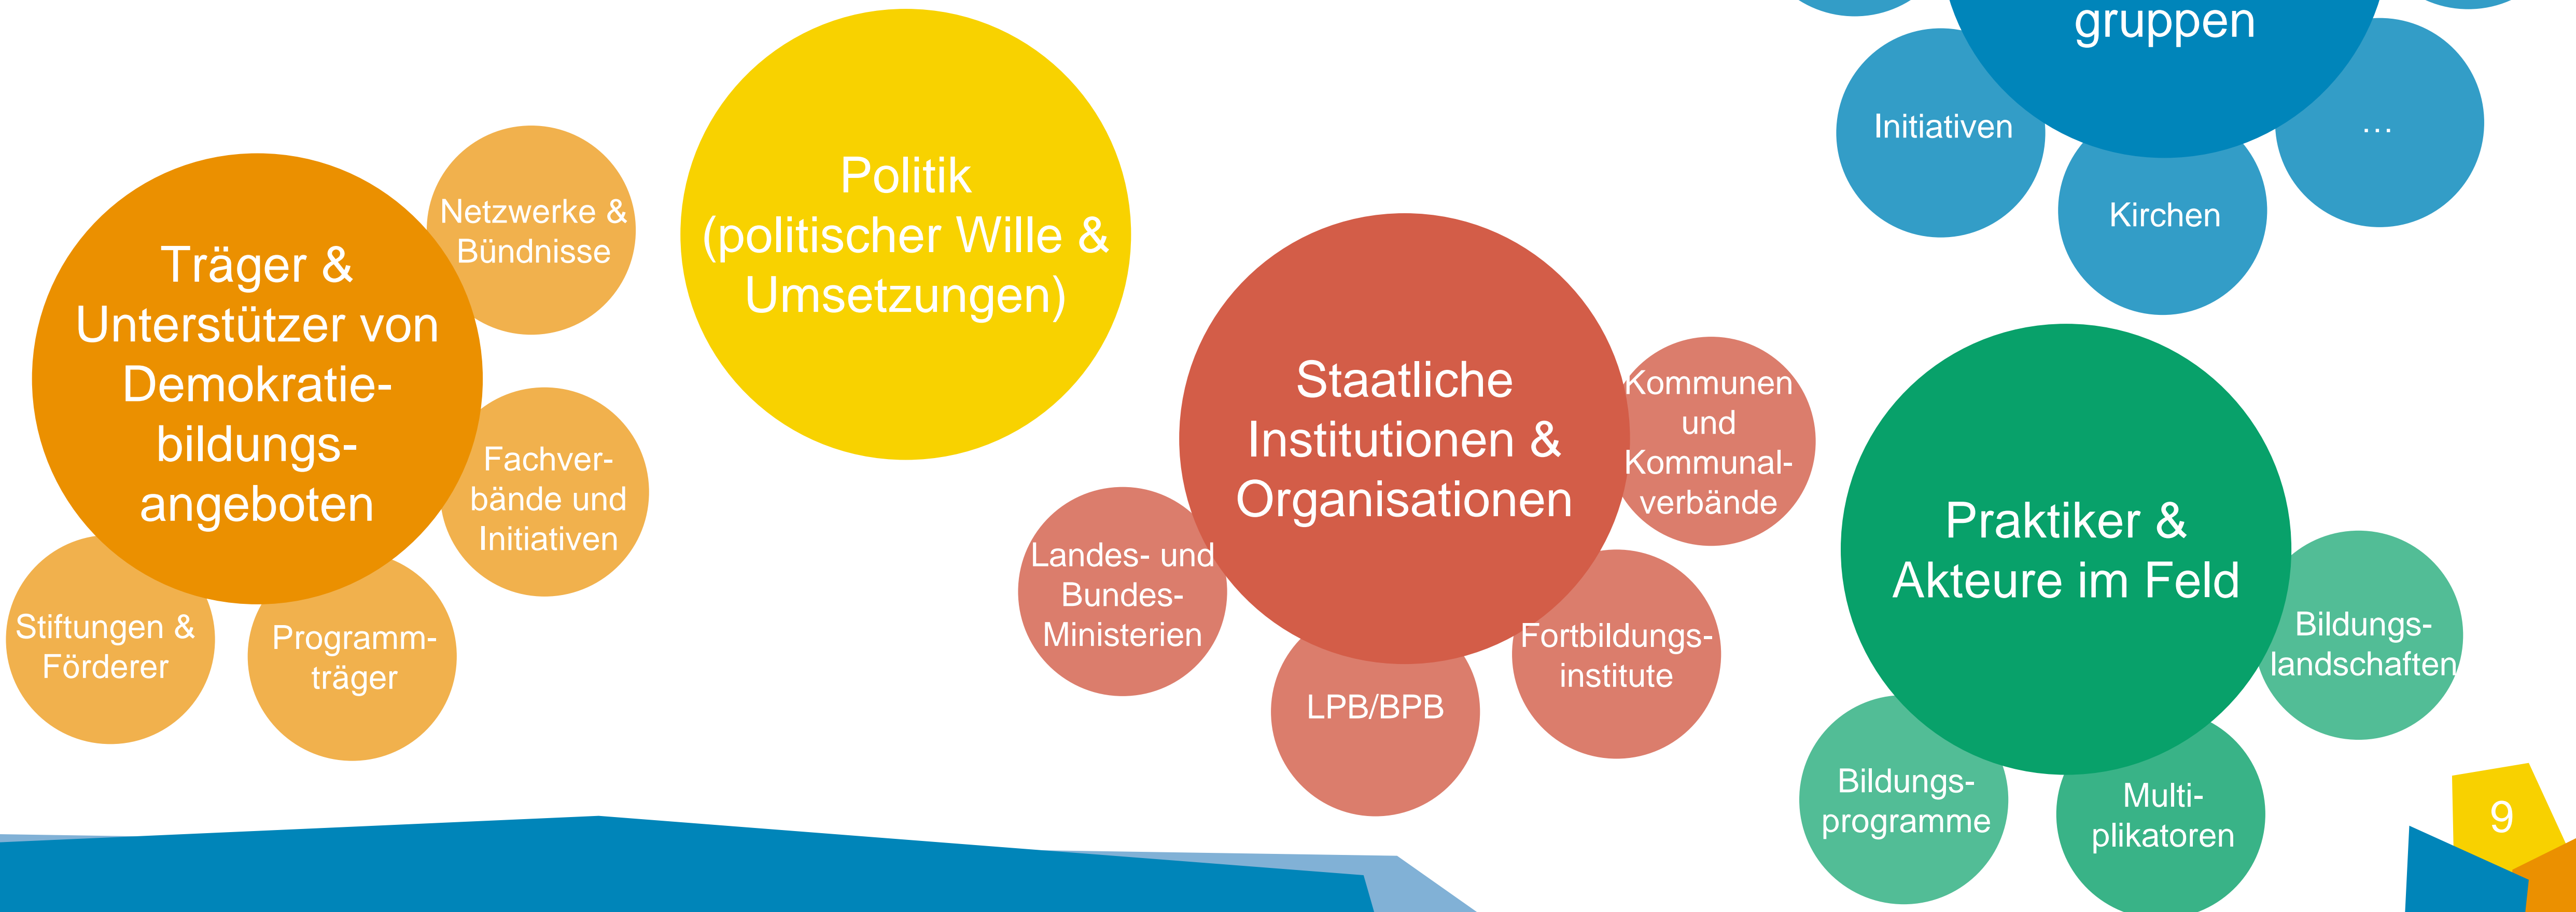 gruppen
Initiativen
…
Kirchen
Politik
(politischer Wille &
Umsetzungen)
Netzwerke &
Bündnisse
Träger &
Unterstützer von
Demokratie-
bildungs-
angeboten
Fachver-
bände und
Initiativen
Stiftungen &
Förderer
Programm-
träger
Staatliche
Institutionen &
Organisationen
Kommunen
und
Kommunal-
verbände
Landes- und
Bundes-
Ministerien
LPB/BPB
Fortbildungs-
institute
Praktiker &
Akteure im Feld
Bildungs-
landschaften
Bildungs-
programme
Multi-
plikatoren
9